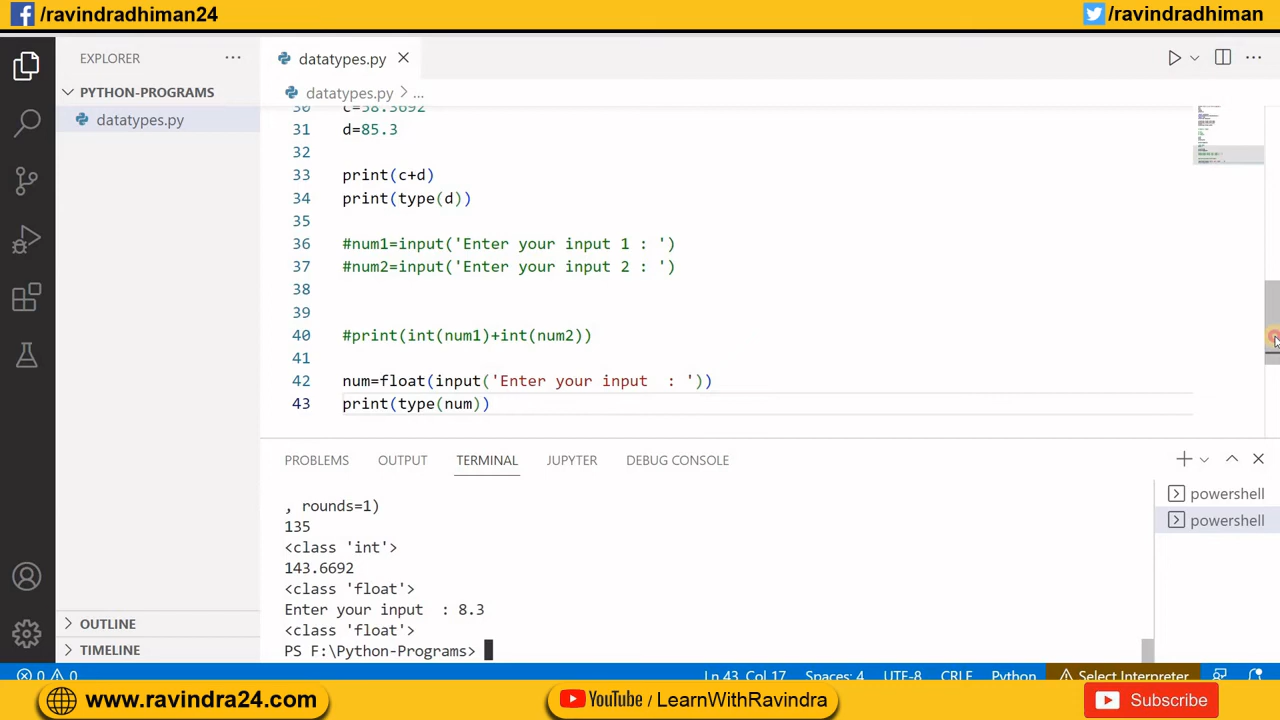 /ravindradhiman24
/ravindradhiman
EXPLORER
datatypes.py
PYTHON-PROGRAMS
datatypes.py > ...
datatypes.py
30 c=58.3692
31 d=85.3
32
33 print(c+d)
34 print(type(d))
35
36 #num1=input('Enter your input 1 : ')
37 #num2=input('Enter your input 2 : ')
38
39
40 #print(int(num1)+int(num2))
41
42 num=float(input('Enter your input  : '))
43 print(type(num))
PROBLEMS OUTPUT TERMINAL JUPYTER DEBUG CONSOLE
, rounds=1)
135
<class 'int'>
143.6692
<class 'float'>
Enter your input  : 8.3
<class 'float'>
PS F:\Python-Programs>
powershell
powershell
OUTLINE
TIMELINE
0 0 Ln 43, Col 17 Spaces: 4 UTF-8 CRLF Python Select Interpreter
www.ravindra24.com
YouTube / LearnWithRavindra
Subscribe